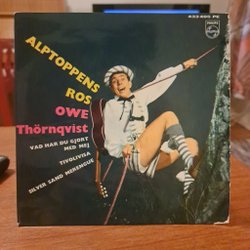 PHILIPS
433 400 PE
ALPTOPPENS
ROS
OWE
Thörnqvist
VAD HAR DU GJORT
MED MEJ
TIVOLIVISA
SILVER SAND MERENGUE